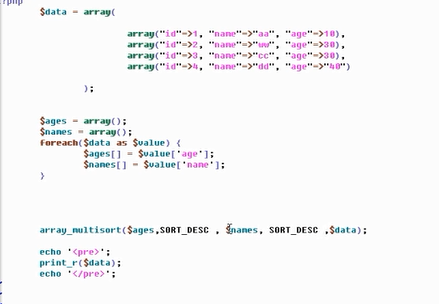 $data = array(
array("id"=>1, "name"=>"aa", "age"=>10),
array("id"=>2, "name"=>"ww", "age"=>30),
array("id"=>3, "name"=>"cc", "age"=>30),
array("id"=>4, "name"=>"dd", "age"=>"40")
);
$ages = array();
$names = array();
foreach($data as $value) {
$ages[] = $value['age'];
$names[] = $value['name'];
}
array_multisort($ages,SORT_DESC , $names, SORT_DESC ,$data);
echo '<pre>';
print_r($data);
echo '</pre>';